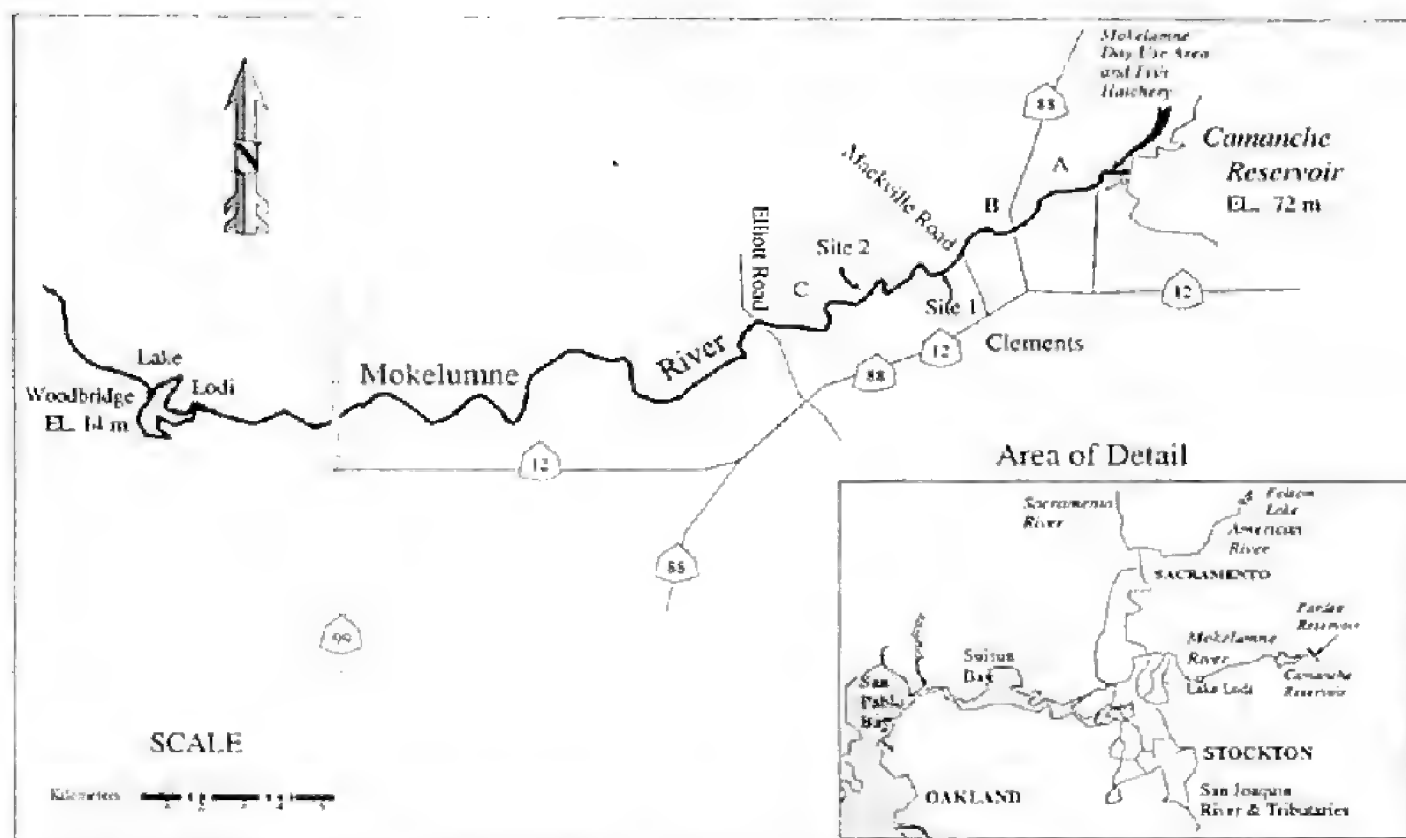 Mokelumne
Day Use Area
and Fish
Hatchery
88
Camanche
Reservoir
EL. 72 m
A
B
Mackville Road
N
Elliott Road
Site 2
C
Site 1
12
Clements
12
88
Lake
Lodi
Woodbridge
EL. 14 m
Mokelumne
River
12
88
99
SCALE
Kilometers
Area of Detail
Sacramento
River
Folsom
Lake
American
River
SACRAMENTO
Pardee
Reservoir
Mokelumne
River
Camanche
Reservoir
Lake Lodi
Suisun
Bay
San
Pablo
Bay
STOCKTON
OAKLAND
San Joaquin
River & Tributaries